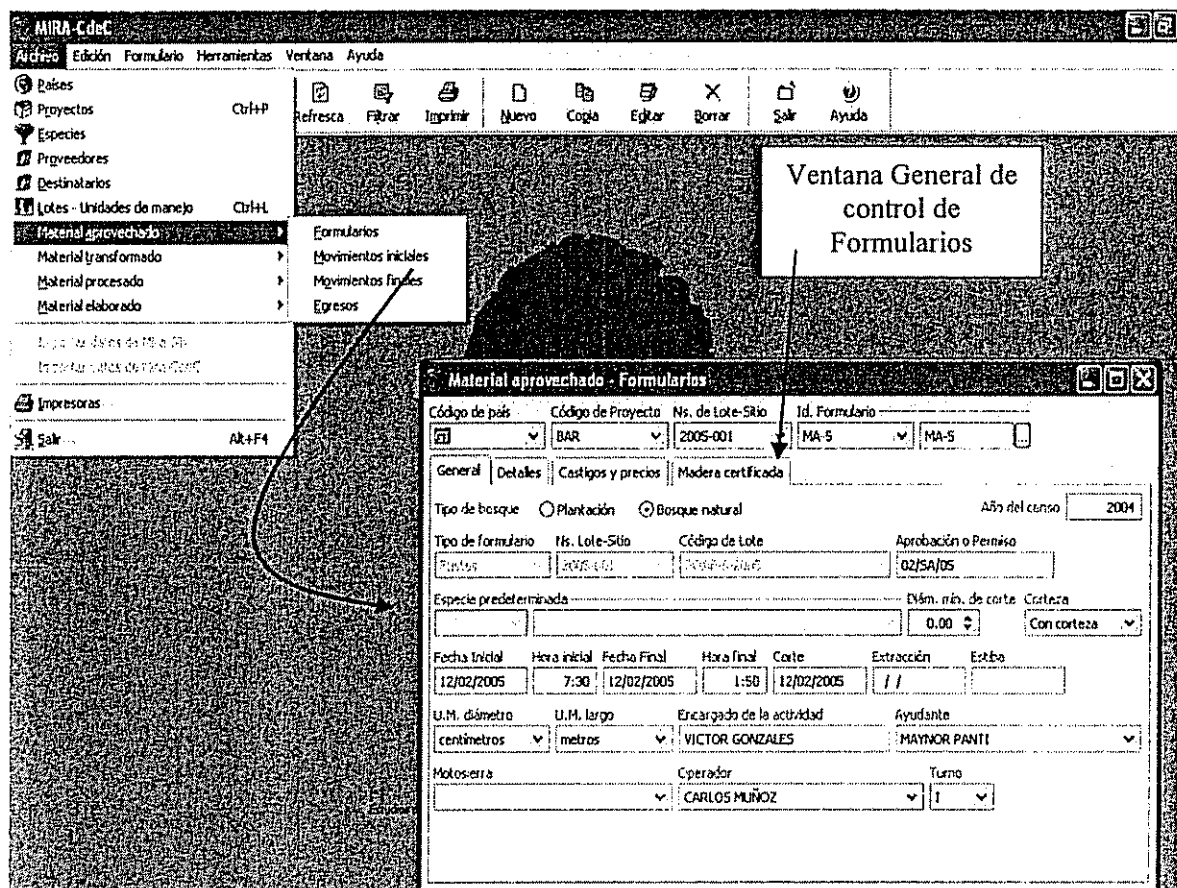 MIRA-CdeC
Archivo Edición Formulario Herramientas Ventana Ayuda
Países
Proyectos Ctrl+P
Especies
Proveedores
Destinatarios
Lotes - Unidades de manejo Ctrl+L
Material aprovechado
Material transformado
Material procesado
Material elaborado
Impresoras
Salir Alt+F4
Refresca Filtrar Imprimir Nuevo Copia Editar Borrar Salir Ayuda
Formularios
Movimientos iniciales
Movimientos finales
Egresos
Ventana General de
control de
Formularios
Material aprovechado - Formularios
Código de país Código de Proyecto Ns. de Lote-Sitio Id. Formulario
BAR 2005-001 MA-5 MA-5 ...
General Detalles Castigos y precios Madera certificada
Tipo de bosque Plantación Bosque natural Año del censo 2004
Tipo de formulario Ns. Lote-Sitio Código de Lote Aprobación o Permiso
Fustes 2005-001 02/SA/05
Especie predeterminada Diám. mín. de corte Corteza
0.00 Con corteza
Fecha Inicial Hora inicial Fecha Final Hora final Corte Extracción Estiba
12/02/2005 7:30 12/02/2005 1:50 12/02/2005 / /
U.M. diámetro U.M. largo Encargado de la actividad Ayudante
centímetros metros VICTOR GONZALES MAYNOR PANTI
Motosierra Operador Turno
CARLOS MUÑOZ 1